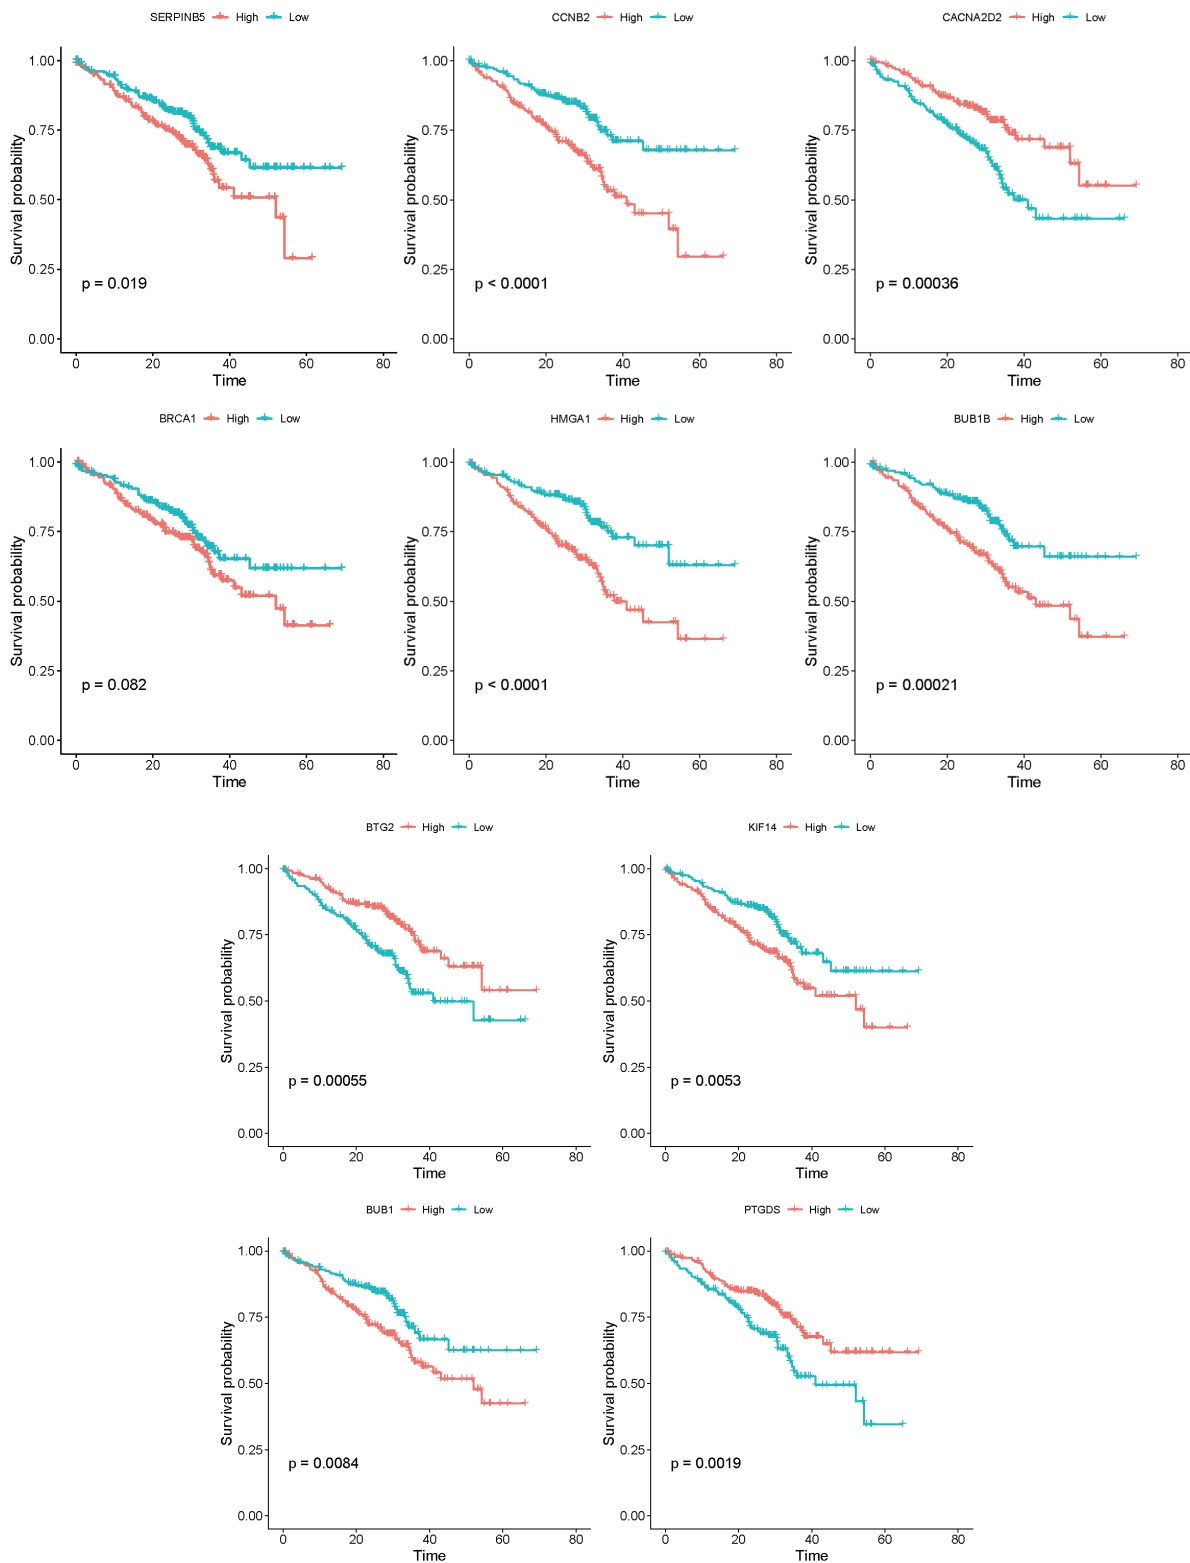 SERPINB5 High Low
1.00
0.75
0.50
0.25
0.00
Survival probability
p = 0.019
0 20 40 60 80
Time
CCNB2 High Low
1.00
0.75
0.50
0.25
0.00
Survival probability
p < 0.0001
0 20 40 60 80
Time
CACNA2D2 High Low
1.00
0.75
0.50
0.25
0.00
Survival probability
p = 0.00036
0 20 40 60 80
Time
BRCA1 High Low
1.00
0.75
0.50
0.25
0.00
Survival probability
p = 0.082
0 20 40 60 80
Time
HMGA1 High Low
1.00
0.75
0.50
0.25
0.00
Survival probability
p < 0.0001
0 20 40 60 80
Time
BUB1B High Low
1.00
0.75
0.50
0.25
0.00
Survival probability
p = 0.00021
0 20 40 60 80
Time
BTG2 High Low
1.00
0.75
0.50
0.25
0.00
Survival probability
p = 0.00055
0 20 40 60 80
Time
KIF14 High Low
1.00
0.75
0.50
0.25
0.00
Survival probability
p = 0.0053
0 20 40 60 80
Time
BUB1 High Low
1.00
0.75
0.50
0.25
0.00
Survival probability
p = 0.0084
0 20 40 60 80
Time
PTGDS High Low
1.00
0.75
0.50
0.25
0.00
Survival probability
p = 0.0019
0 20 40 60 80
Time